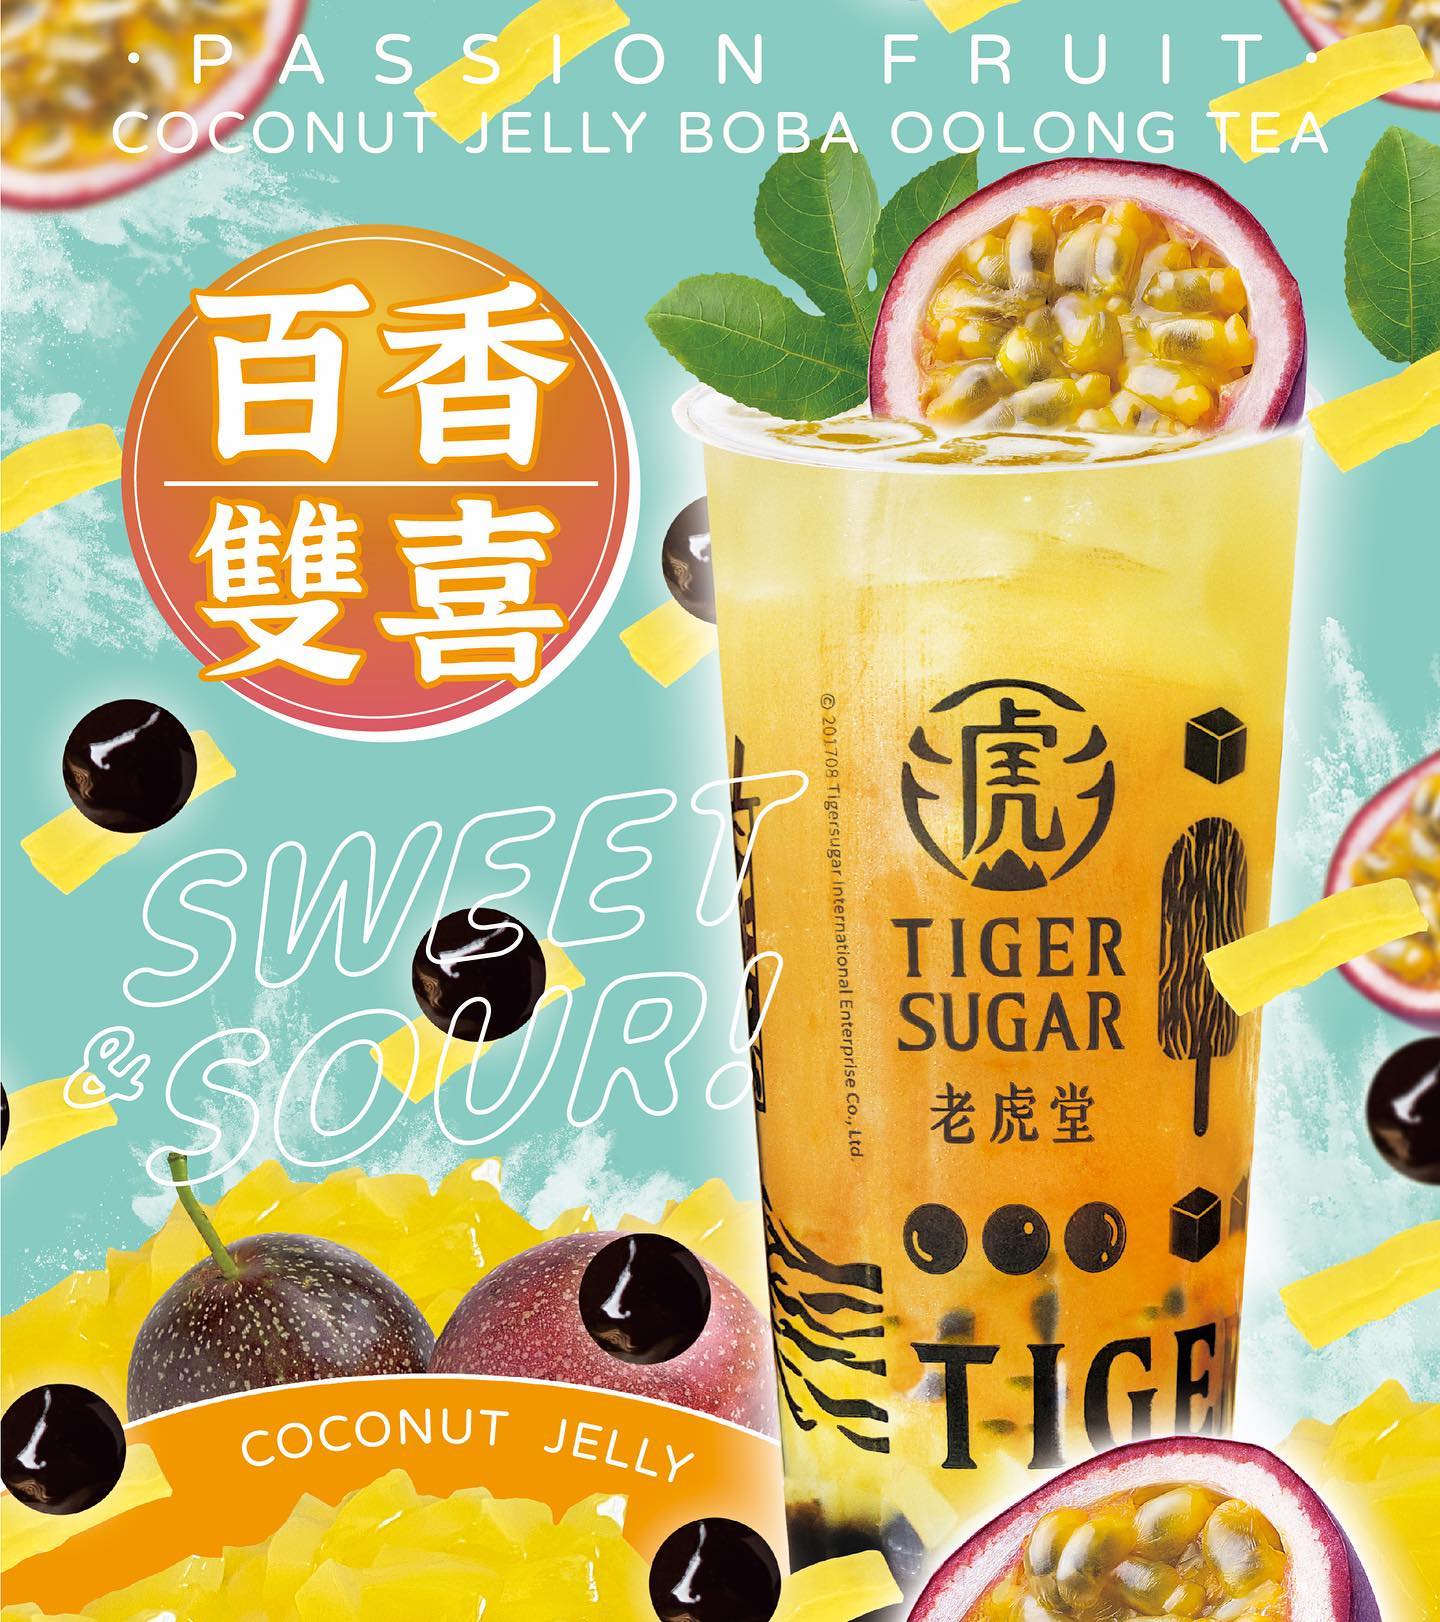 · PASSION FRUIT ·
COCONUT JELLY BOBA OOLONG TEA
百香
雙喜
SWEET
& SOUR!
© 201708 Tigersugar International Enterprise Co., Ltd.
虎
TIGER
SUGAR
老虎堂
TIGE
COCONUT JELLY